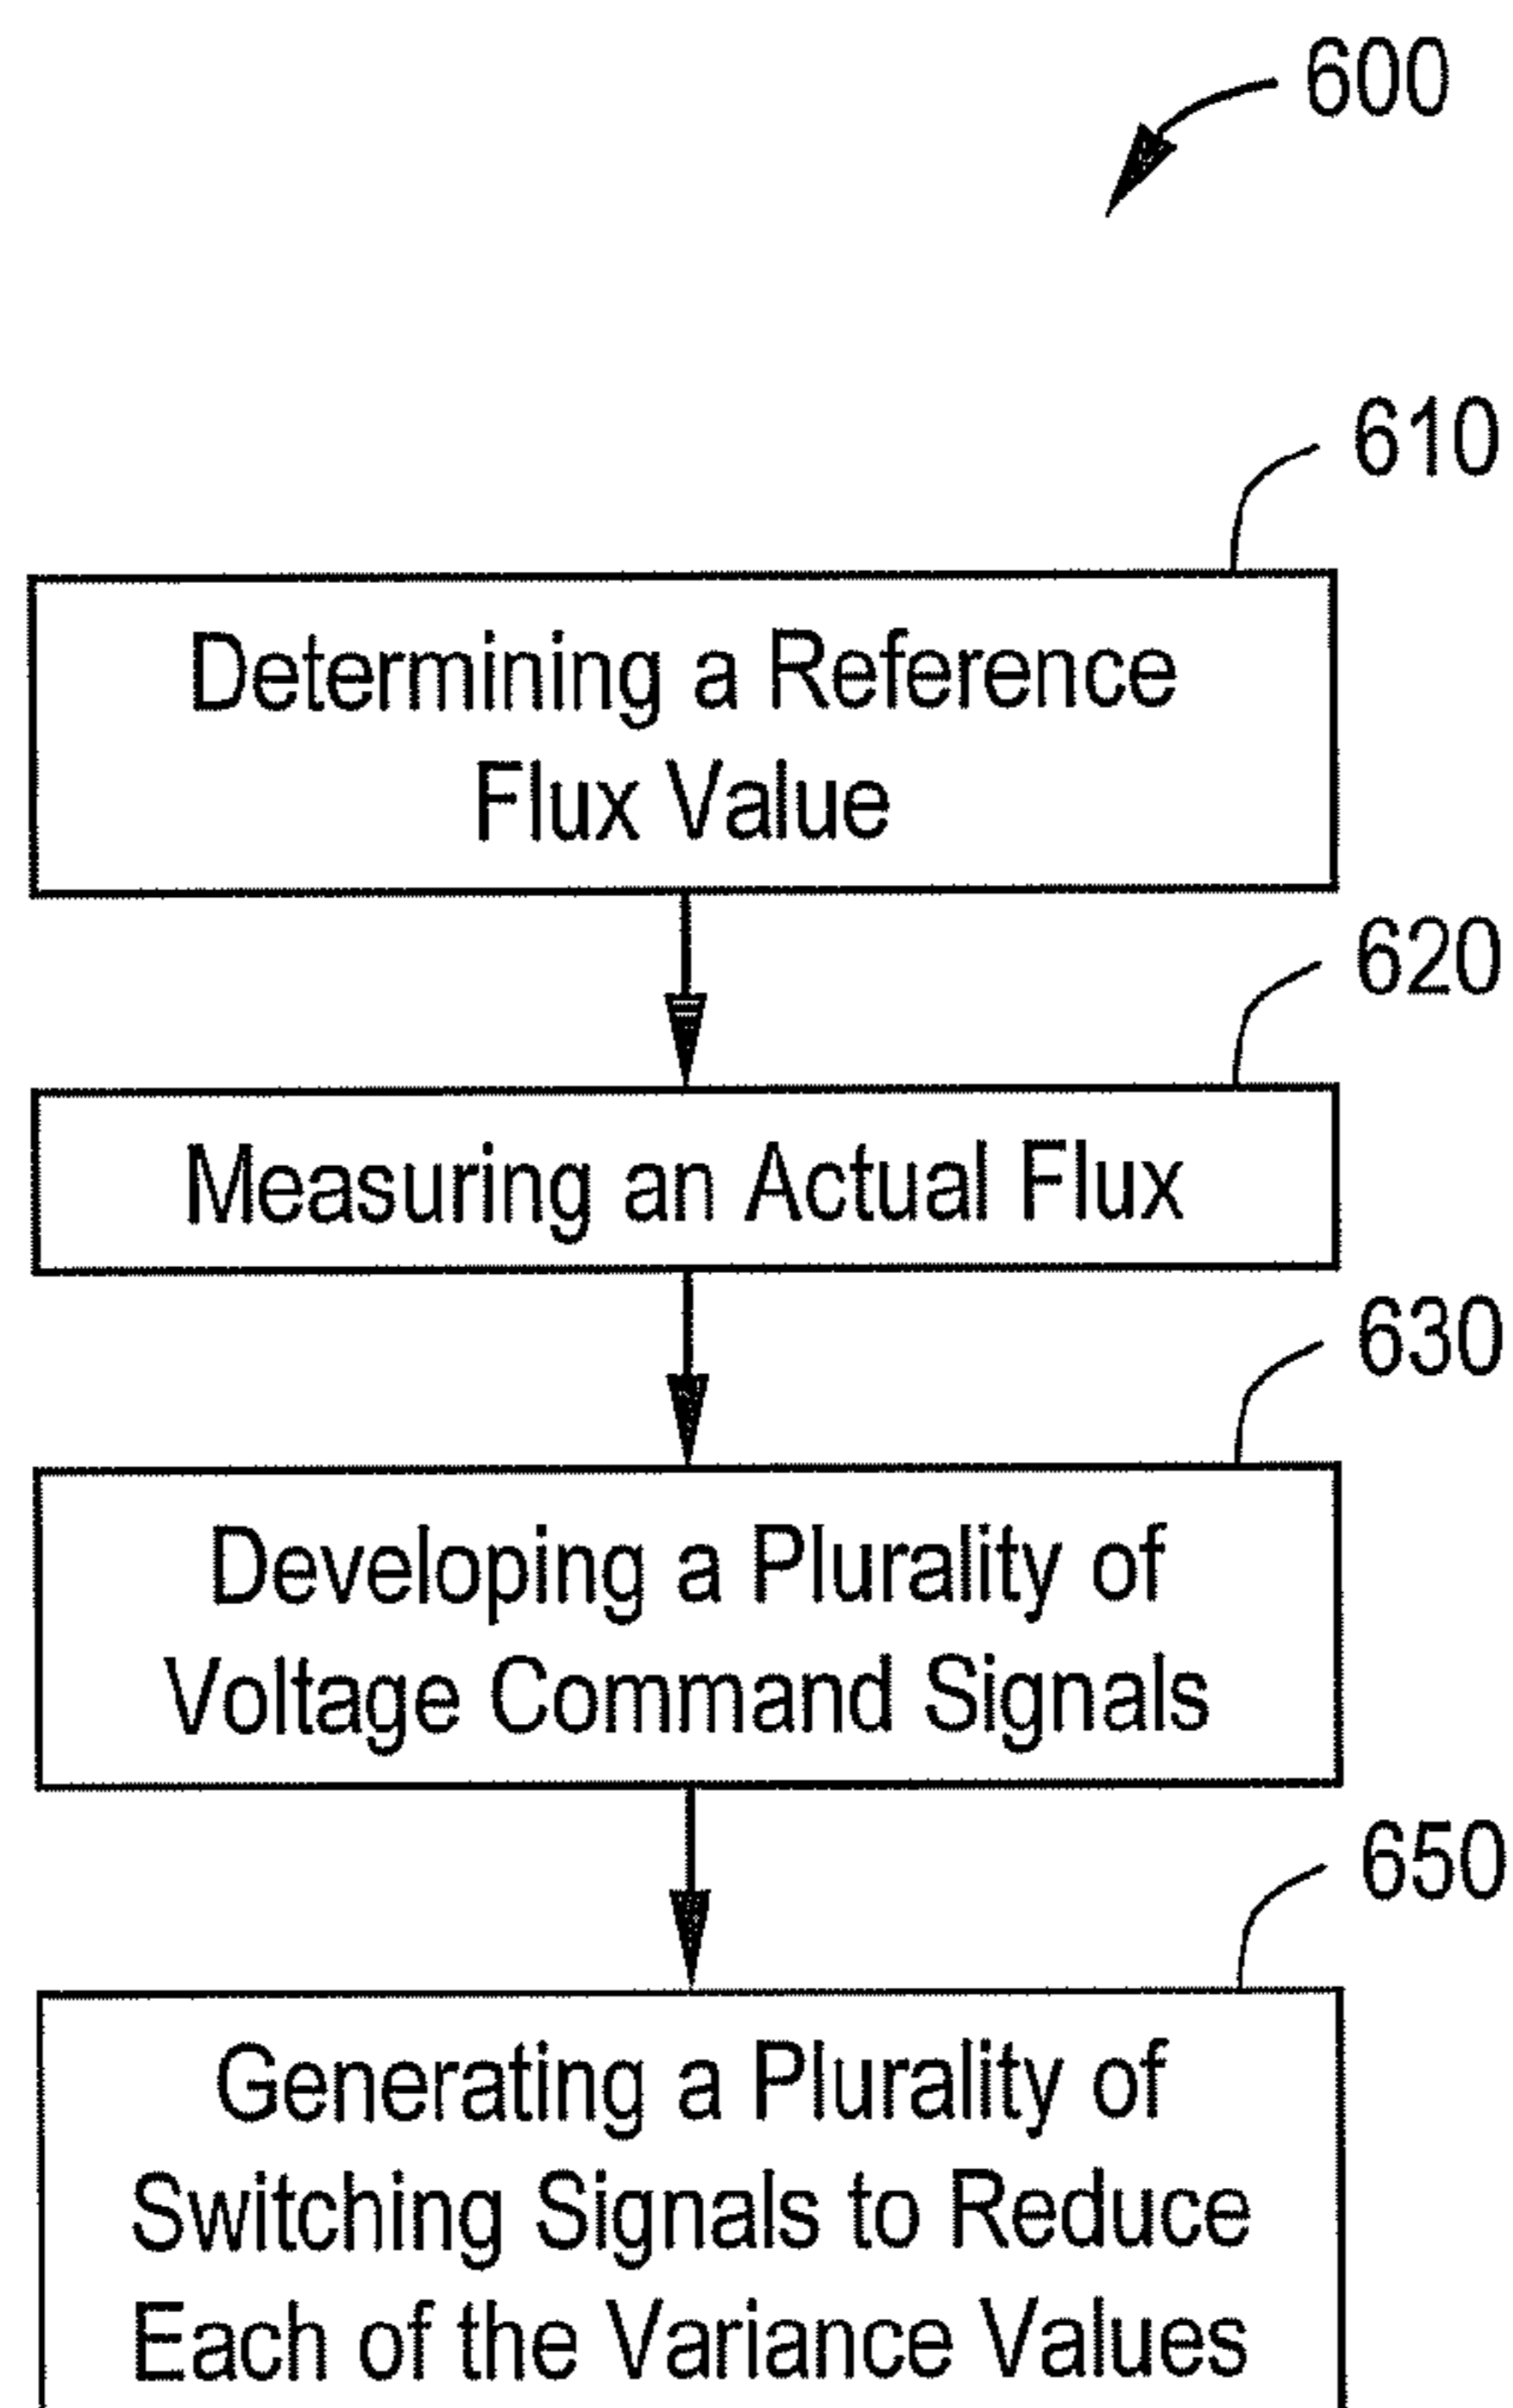 600
610
Determining a Reference
Flux Value
620
Measuring an Actual Flux
630
Developing a Plurality of
Voltage Command Signals
650
Generating a Plurality of
Switching Signals to Reduce
Each of the Variance Values